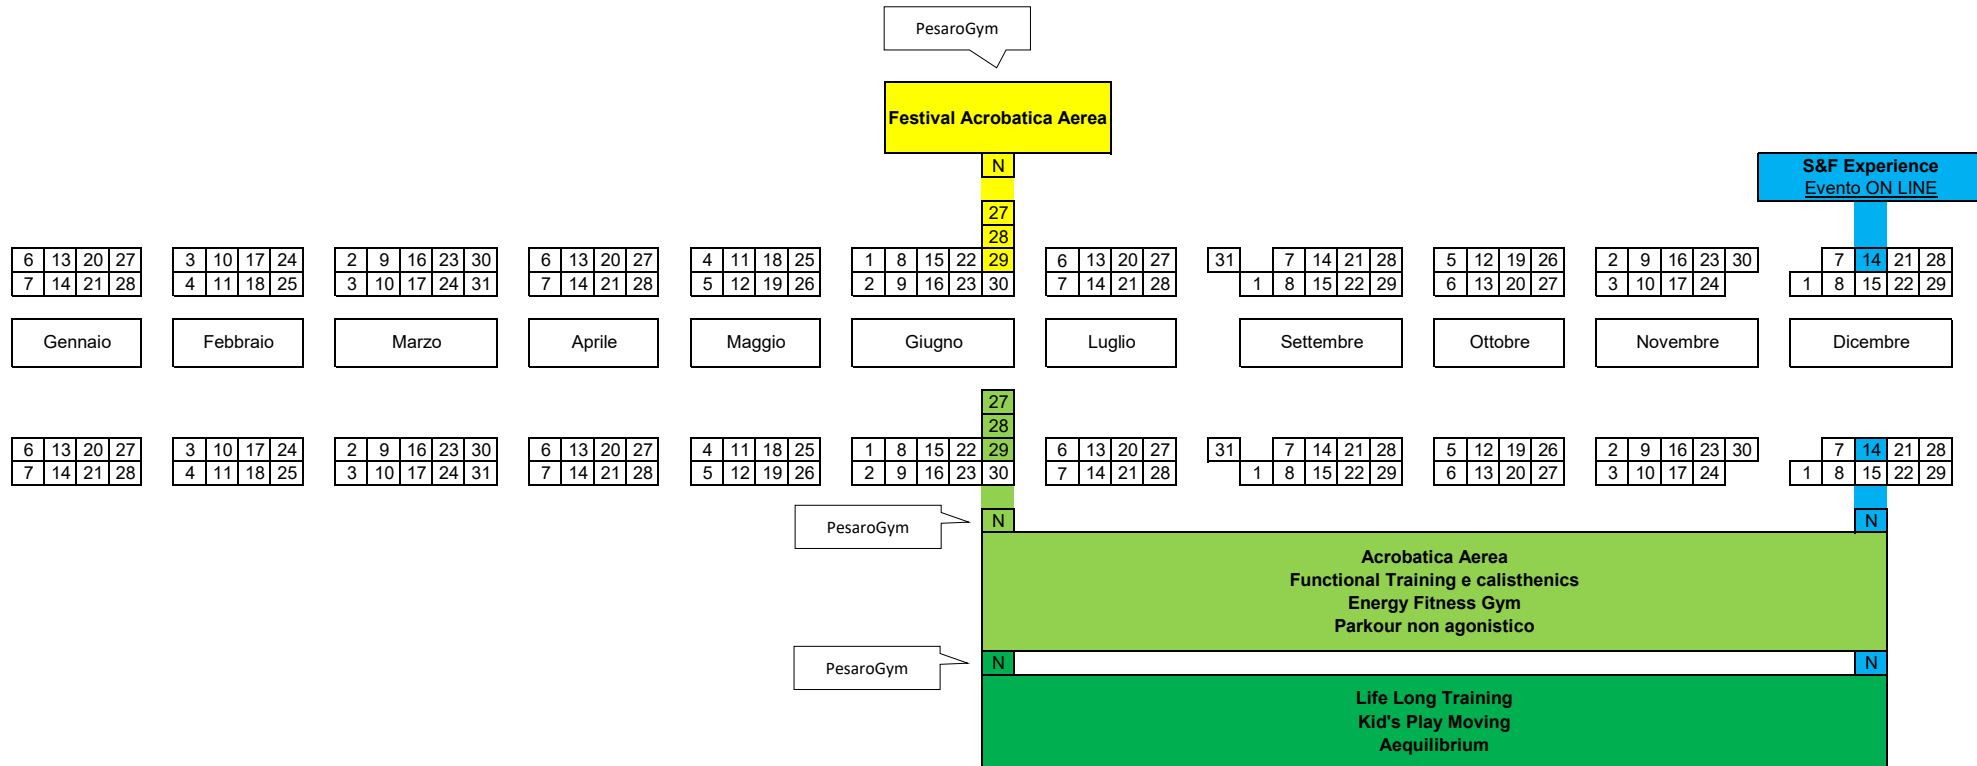 PesaroGym
Festival Acrobatica Aerea
N
S&F Experience
Evento ON LINE
27
28
6 13 20 27 3 10 17 24 2 9 16 23 30 6 13 20 27 4 11 18 25 1 8 15 22 29 6 13 20 27 31 7 14 21 28 5 12 19 26 2 9 16 23 30 7 14 21 28
7 14 21 28 4 11 18 25 3 10 17 24 31 7 14 21 28 5 12 19 26 2 9 16 23 30 7 14 21 28 1 8 15 22 29 6 13 20 27 3 10 17 24 1 8 15 22 29
Gennaio Febbraio Marzo Aprile Maggio Giugno Luglio Settembre Ottobre Novembre Dicembre
27
28
6 13 20 27 3 10 17 24 2 9 16 23 30 6 13 20 27 4 11 18 25 1 8 15 22 29 6 13 20 27 31 7 14 21 28 5 12 19 26 2 9 16 23 30 7 14 21 28
7 14 21 28 4 11 18 25 3 10 17 24 31 7 14 21 28 5 12 19 26 2 9 16 23 30 7 14 21 28 1 8 15 22 29 6 13 20 27 3 10 17 24 1 8 15 22 29
PesaroGym N N
Acrobatica Aerea
Functional Training e calisthenics
Energy Fitness Gym
Parkour non agonistico
PesaroGym N N
Life Long Training
Kid's Play Moving
Aequilibrium